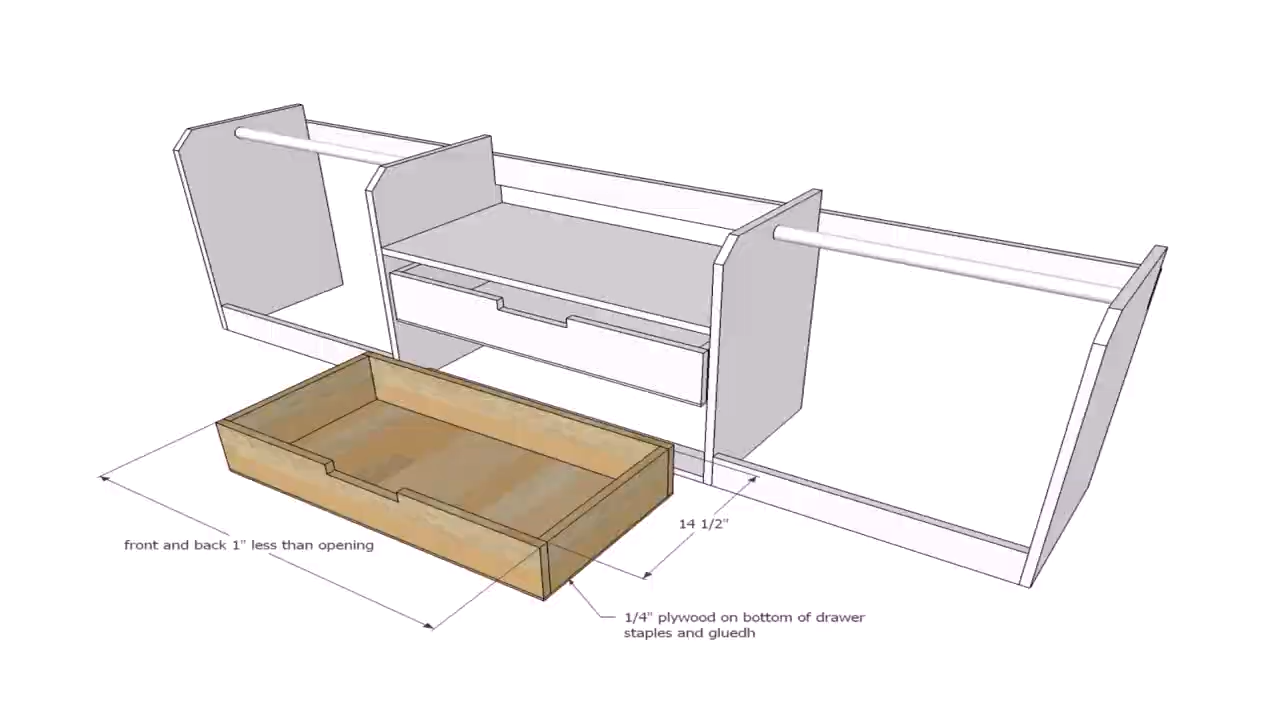 14 1/2"
front and back 1" less than opening
1/4" plywood on bottom of drawer
staples and gluedh